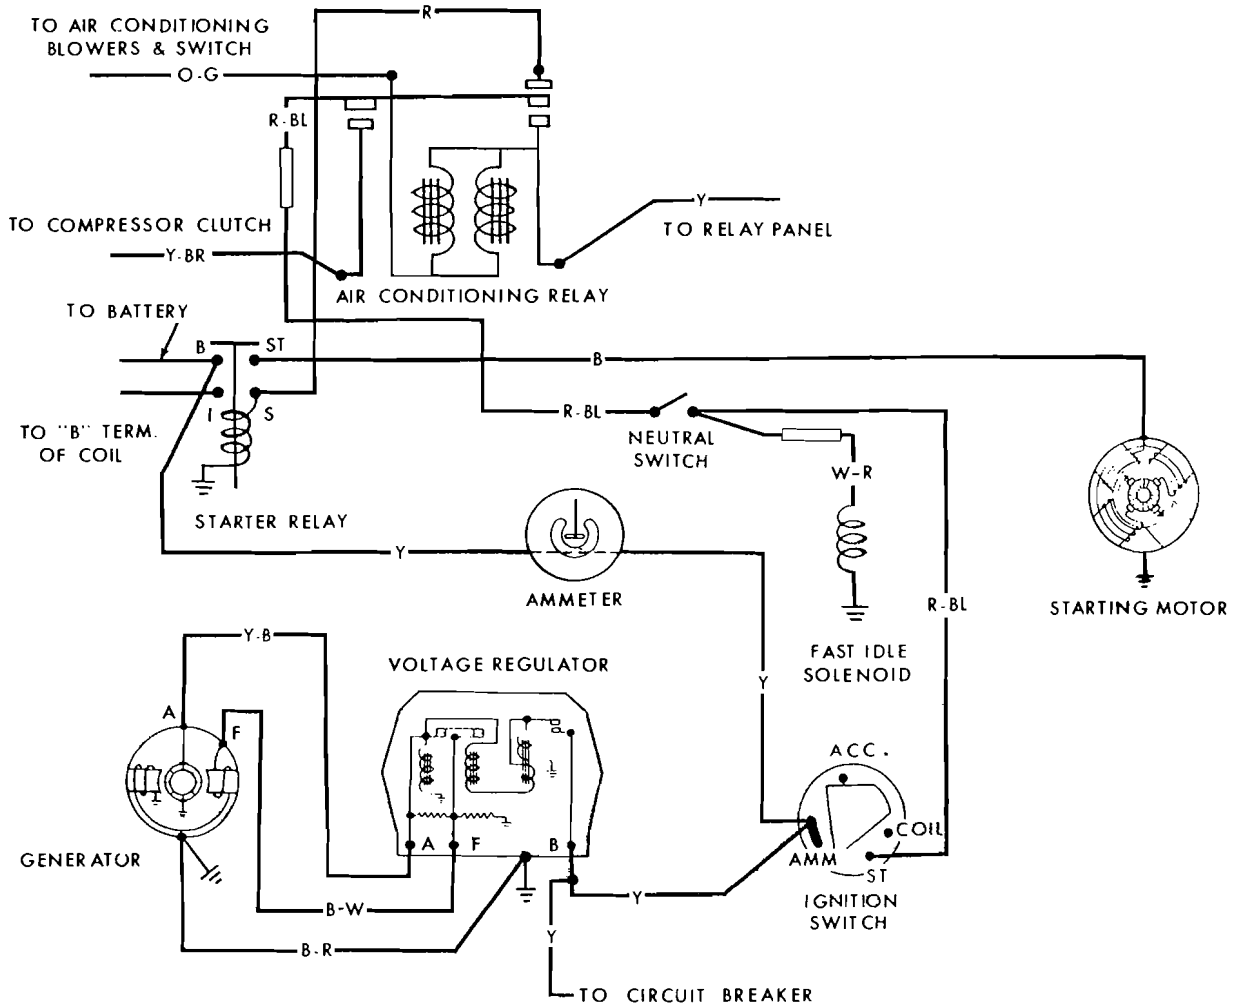 R
TO AIR CONDITIONING
BLOWERS & SWITCH
O-G
R-BL
Y
TO COMPRESSOR CLUTCH
TO RELAY PANEL
Y-BR
AIR CONDITIONING RELAY
TO BATTERY
B
ST
B
I
S
R-BL
TO "B" TERM.
OF COIL
NEUTRAL
SWITCH
W-R
STARTER RELAY
Y
AMMETER
R-BL
STARTING MOTOR
Y-B
FAST IDLE
SOLENOID
VOLTAGE REGULATOR
Y
A
F
ACC.
COIL
A
F
B
AMM
GENERATOR
ST
IGNITION
SWITCH
Y
B-W
Y
B-R
TO CIRCUIT BREAKER